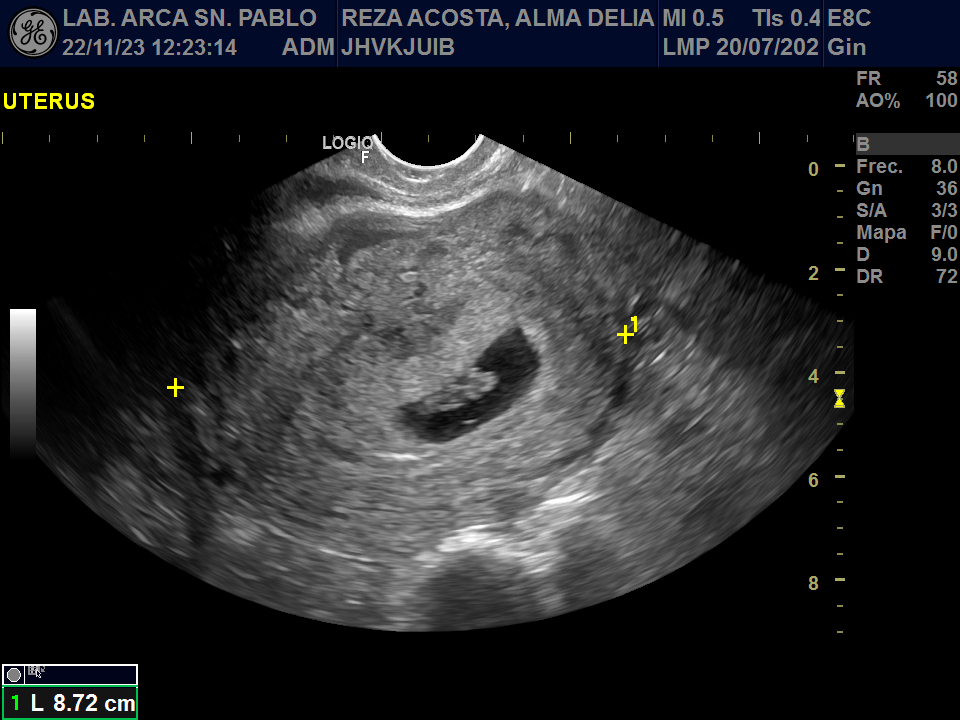 LAB. ARCA SN. PABLO
REZA ACOSTA, ALMA DELIA
MI 0.5 TIs 0.4 E8C
22/11/23 12:23:14 ADM
JHVKJUIB
LMP 20/07/202 Gin
FR 58
AO% 100
UTERUS
LOGIQ
F
B
Frec. 8.0
Gn 36
S/A 3/3
Mapa F/0
D 9.0
DR 72
0
2
1
4
6
8
1 L 8.72 cm